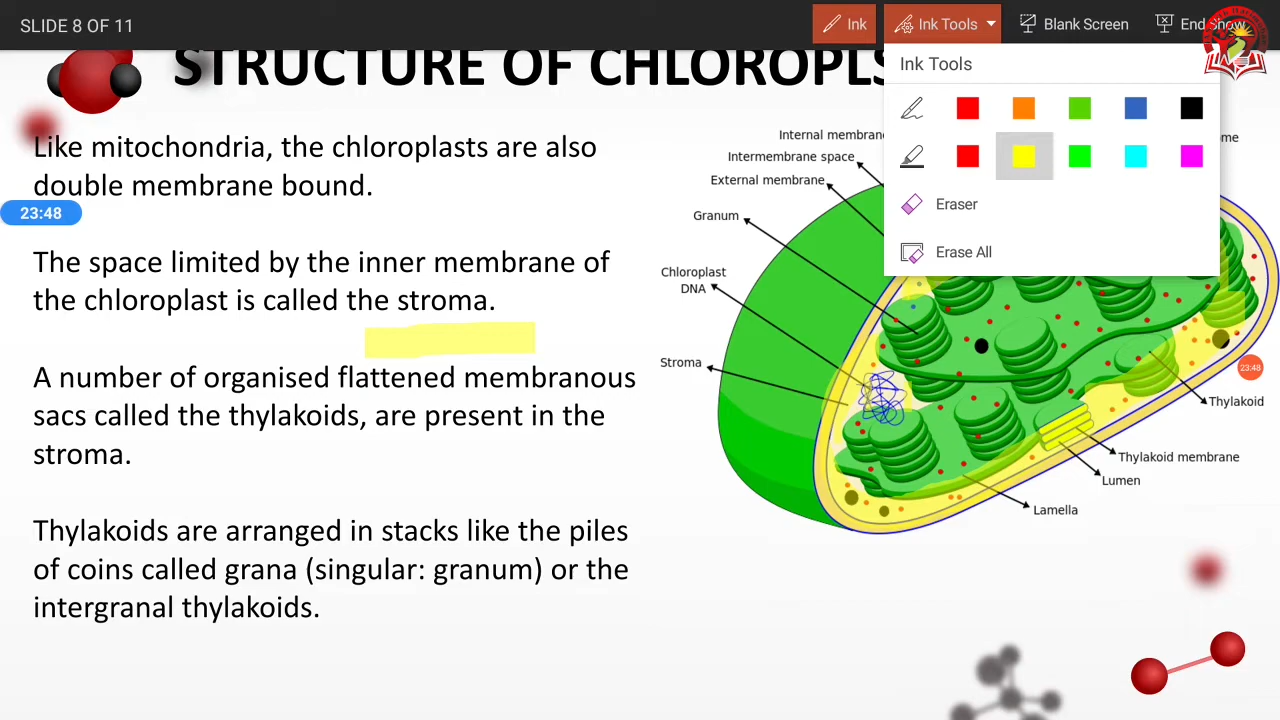 SLIDE 8 OF 11
Ink
Ink Tools
Blank Screen
End Show
STRUCTURE OF CHLOROPLS
Ink Tools
Eraser
Erase All
Like mitochondria, the chloroplasts are also
double membrane bound.
23:48
The space limited by the inner membrane of
the chloroplast is called the stroma.
A number of organised flattened membranous
sacs called the thylakoids, are present in the
stroma.
Thylakoids are arranged in stacks like the piles
of coins called grana (singular: granum) or the
intergranal thylakoids.
Internal membrane
Intermembrane space
External membrane
Granum
Chloroplast
DNA
Stroma
ome
23:48
Thylakoid
Thylakoid membrane
Lumen
Lamella